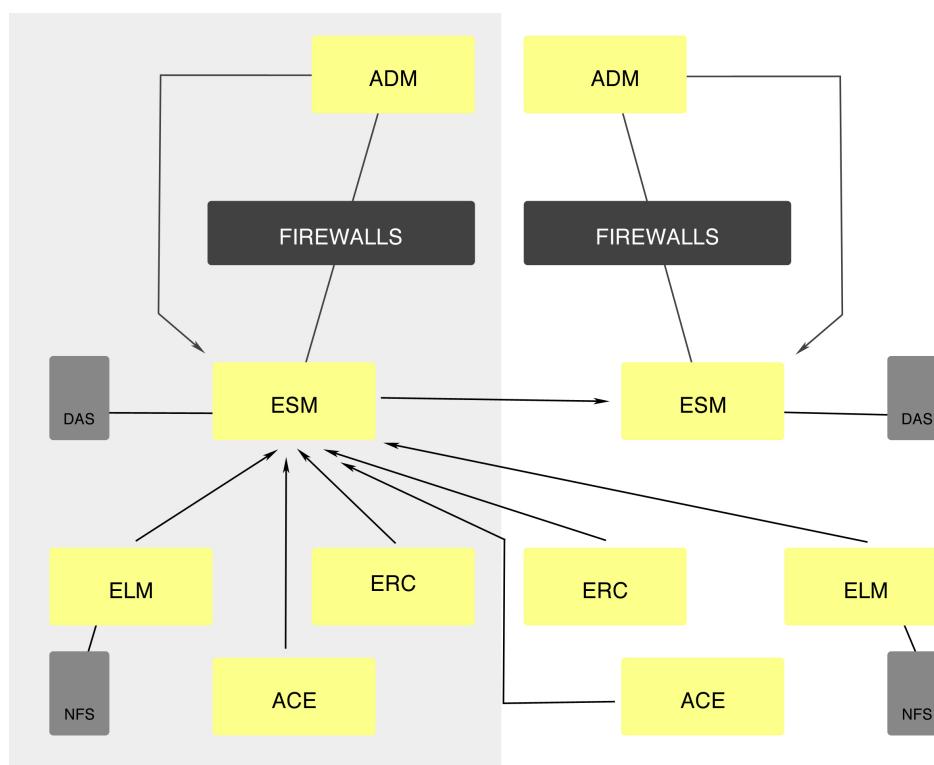 ADM
ADM
FIREWALLS
FIREWALLS
DAS
ESM
ESM
DAS
ELM
ERC
ERC
ELM
NFS
ACE
ACE
NFS